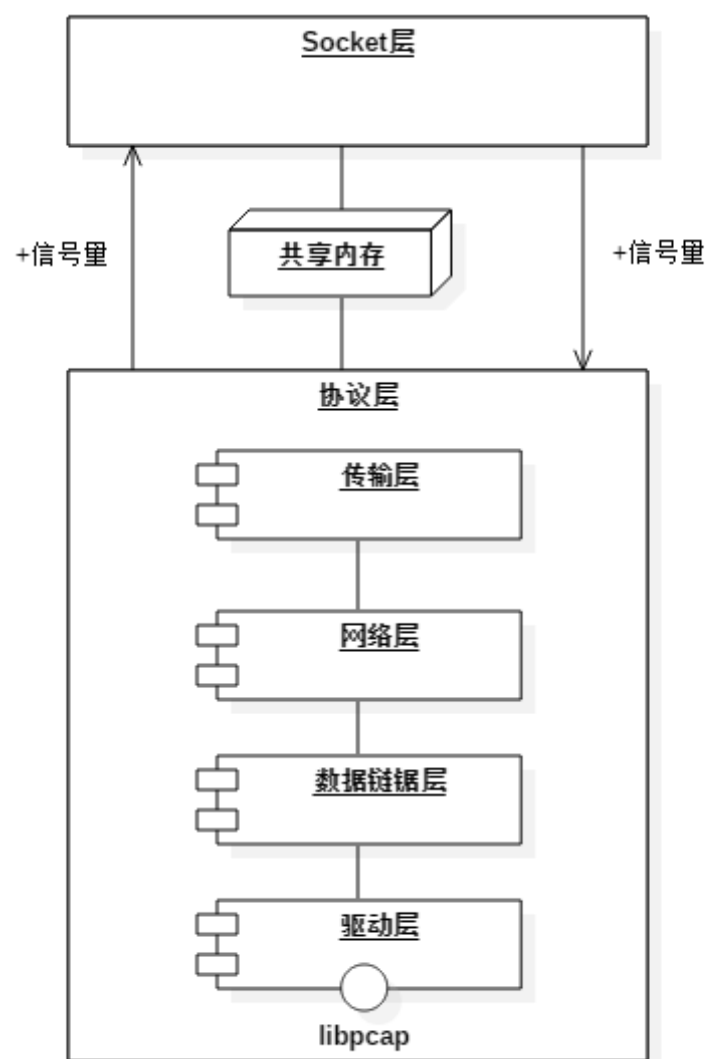 Socket层
+信号量
共享内存
+信号量
协议层
传输层
网络层
数据链锯层
驱动层
libpcap